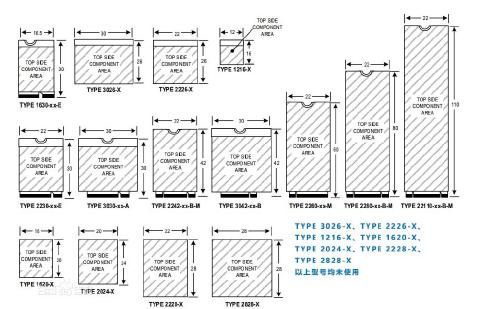 16.5
TOP SIDE
COMPONENT
AREA
30
TYPE 1630-xx-E
30
TOP SIDE
COMPONENT
AREA
26
TYPE 3026-X
22
TOP SIDE
COMPONENT
AREA
26
TYPE 2226-X
12
TOP SIDE
COMPONENT
AREA
16
TYPE 1216-X
22
TOP SIDE
COMPONENT
AREA
30
TYPE 2230-xx-E
30
TOP SIDE
COMPONENT
AREA
30
TYPE 3030-xx-A
22
TOP SIDE
COMPONENT
AREA
42
TYPE 2242-xx-B-M
30
TOP SIDE
COMPONENT
AREA
42
TYPE 3042-xx-B
22
TOP SIDE
COMPONENT
AREA
60
TYPE 2260-xx-M
22
TOP SIDE
COMPONENT
AREA
80
TYPE 2280-xx-B-M
22
TOP SIDE
COMPONENT
AREA
110
TYPE 22110-xx-B-M
16
TOP SIDE
COMPONENT
AREA
TYPE 1620-X
20
TOP SIDE
COMPONENT
AREA
24
TYPE 2024-X
22
TOP SIDE
COMPONENT
AREA
28
TYPE 2228-X
28
TOP SIDE
COMPONENT
AREA
28
TYPE 2828-X
TYPE 3026-X、TYPE 2226-X、
TYPE 1216-X、TYPE 1620-X、
TYPE 2024-X、TYPE 2228-X、
TYPE 2828-X
以上型号均未使用